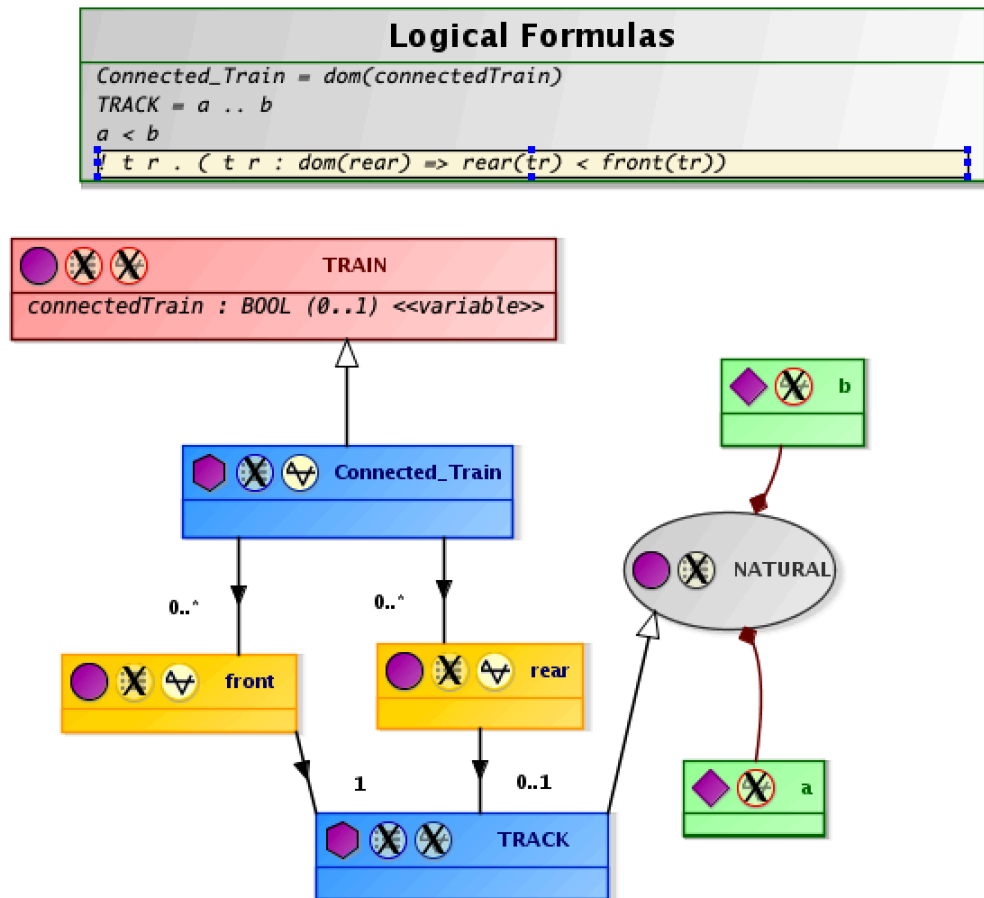 Logical Formulas
Connected_Train = dom(connectedTrain)
TRACK = a .. b
a < b
! t r . ( t r : dom(rear) => rear(tr) < front(tr))
TRAIN
connectedTrain : BOOL (0..1) <<variable>>
b
Connected_Train
NATURAL
0..*
0..*
front
rear
1
0..1
a
TRACK